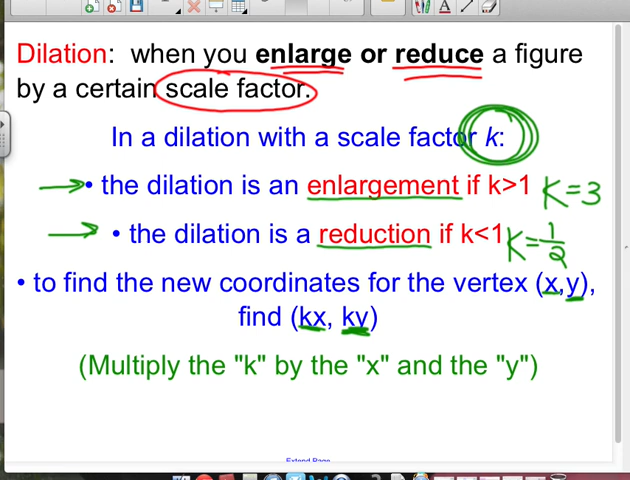 Dilation: when you enlarge or reduce a figure
by a certain scale factor.
In a dilation with a scale factor k:
• the dilation is an enlargement if k>1 K=3
• the dilation is a reduction if k<1 K=1/2
• to find the new coordinates for the vertex (x,y),
find (kx, ky)
(Multiply the "k" by the "x" and the "y")
Extend Page